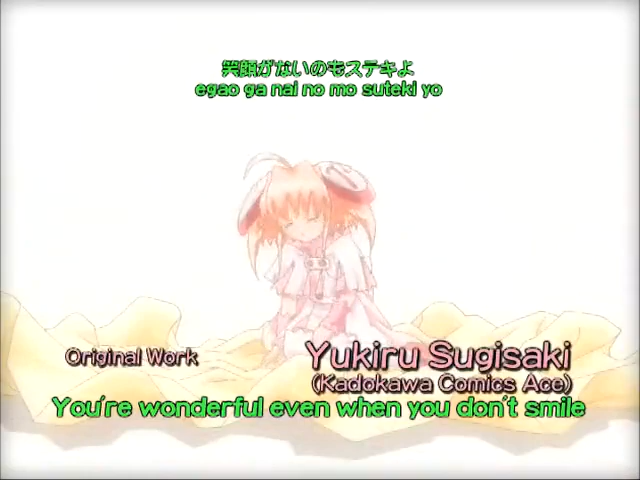 笑顔がないのもステキよ
egao ga nai no mo suteki yo
Original Work
Yukiru Sugisaki
(Kadokawa Comics Ace)
You're wonderful even when you don't smile